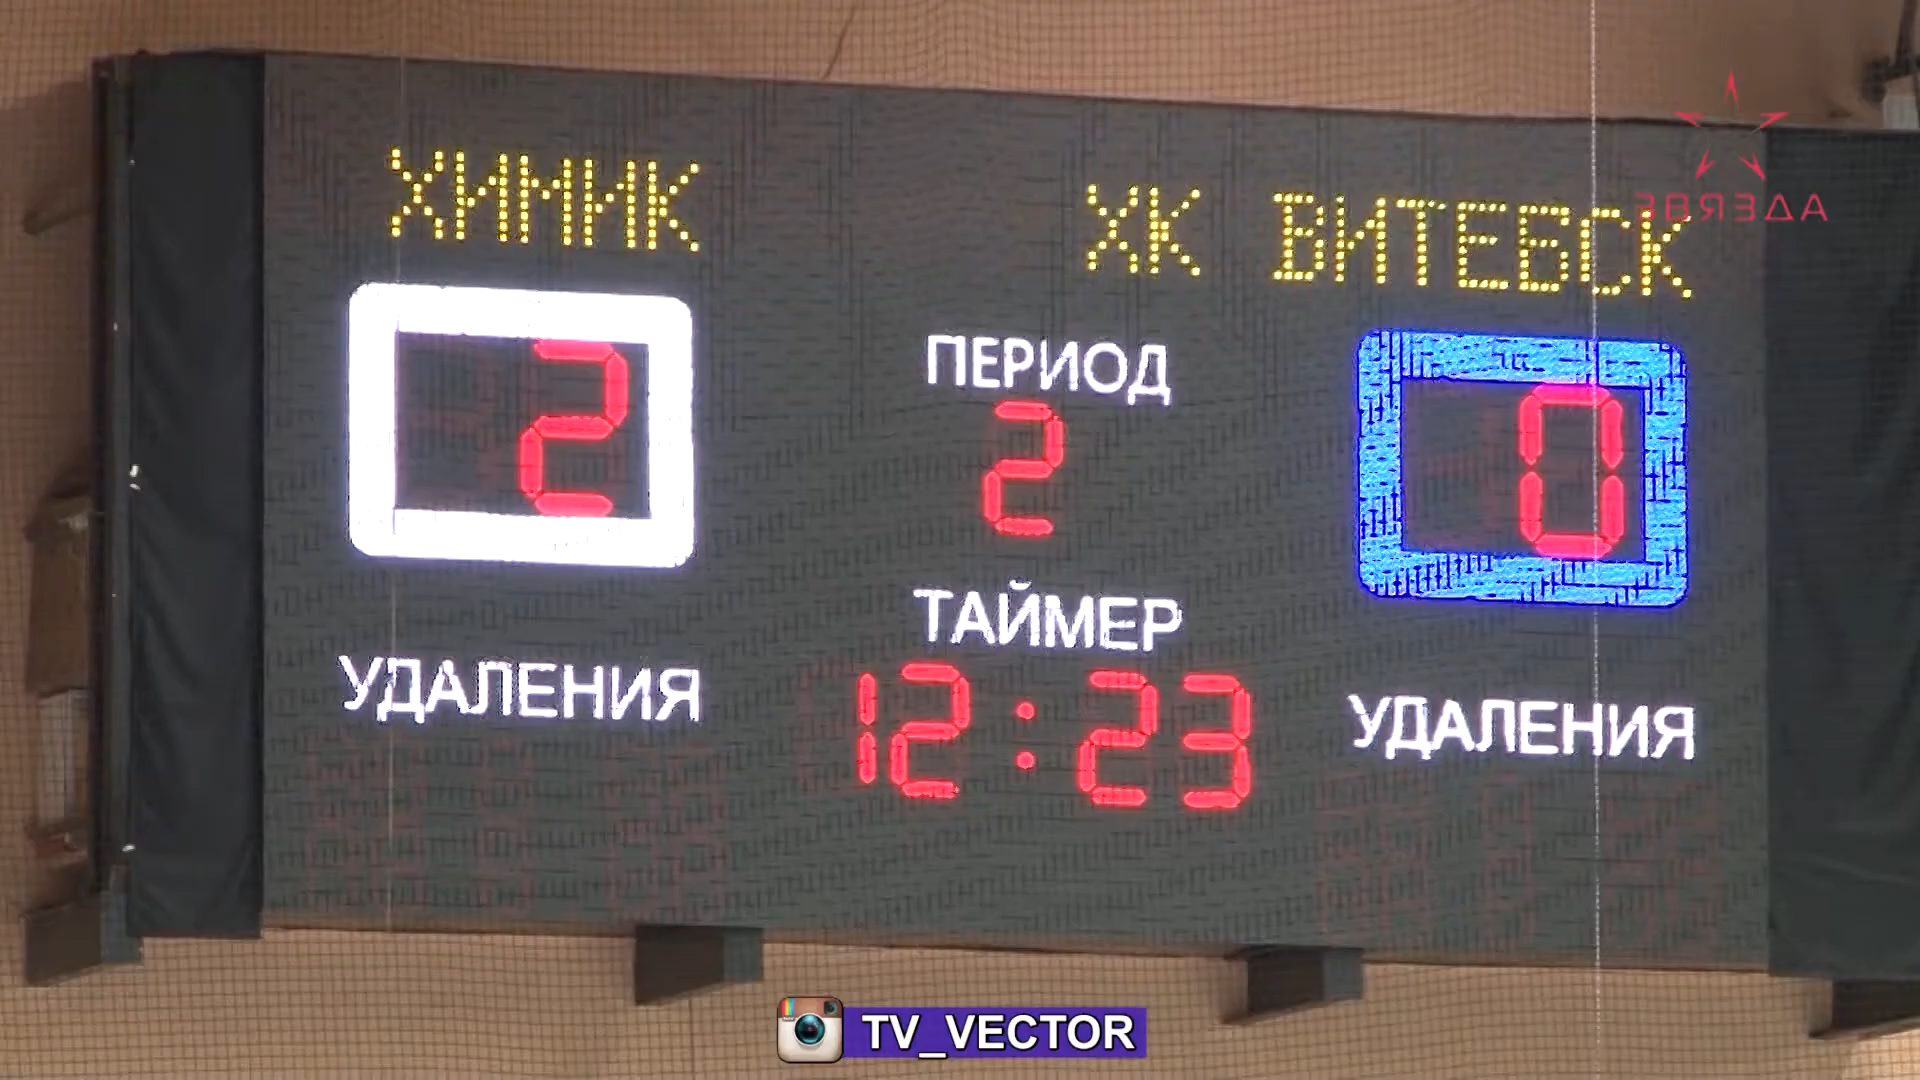 ХИМИК
ХК ВИТЕБСК
ЗВЯЗДА
2
ПЕРИОД
2
0
ТАЙМЕР
12:23
УДАЛЕНИЯ
УДАЛЕНИЯ
TV_VECTOR